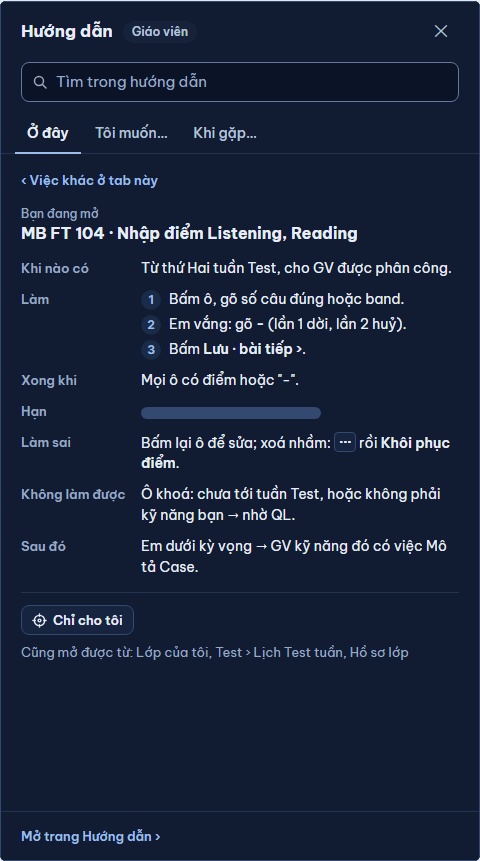 Hướng dẫn Giáo viên
Tìm trong hướng dẫn
Ở đây Tôi muốn... Khi gặp...
‹ Việc khác ở tab này
Bạn đang mở
MB FT 104 · Nhập điểm Listening, Reading
Khi nào có Từ thứ Hai tuần Test, cho GV được phân công.
Làm 1 Bấm ô, gõ số câu đúng hoặc band.
2 Em vắng: gõ - (lần 1 dời, lần 2 huỷ).
3 Bấm Lưu · bài tiếp ›.
Xong khi Mọi ô có điểm hoặc "-".
Hạn
Làm sai Bấm lại ô để sửa; xoá nhầm: ··· rồi Khôi phục
điểm.
Không làm được Ô khoá: chưa tới tuần Test, hoặc không phải
kỹ năng bạn → nhờ QL.
Sau đó Em dưới kỳ vọng → GV kỹ năng đó có việc Mô
tả Case.
Chỉ cho tôi
Cũng mở được từ: Lớp của tôi, Test › Lịch Test tuần, Hồ sơ lớp
Mở trang Hướng dẫn ›